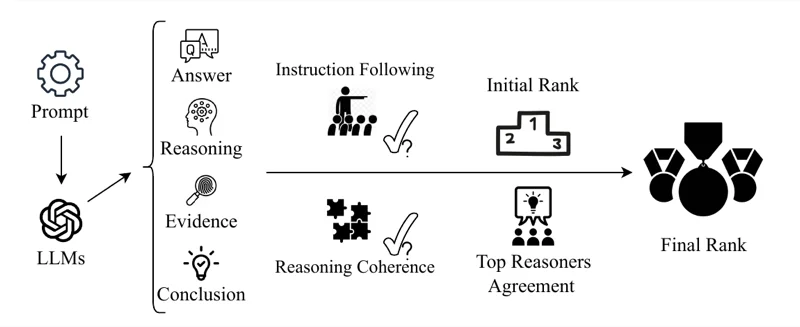 Prompt
LLMs
Q
A
Answer
Reasoning
Evidence
Conclusion
Instruction Following
?
Reasoning Coherence
?
Initial Rank
1
2
3
Top Reasoners
Agreement
Final Rank